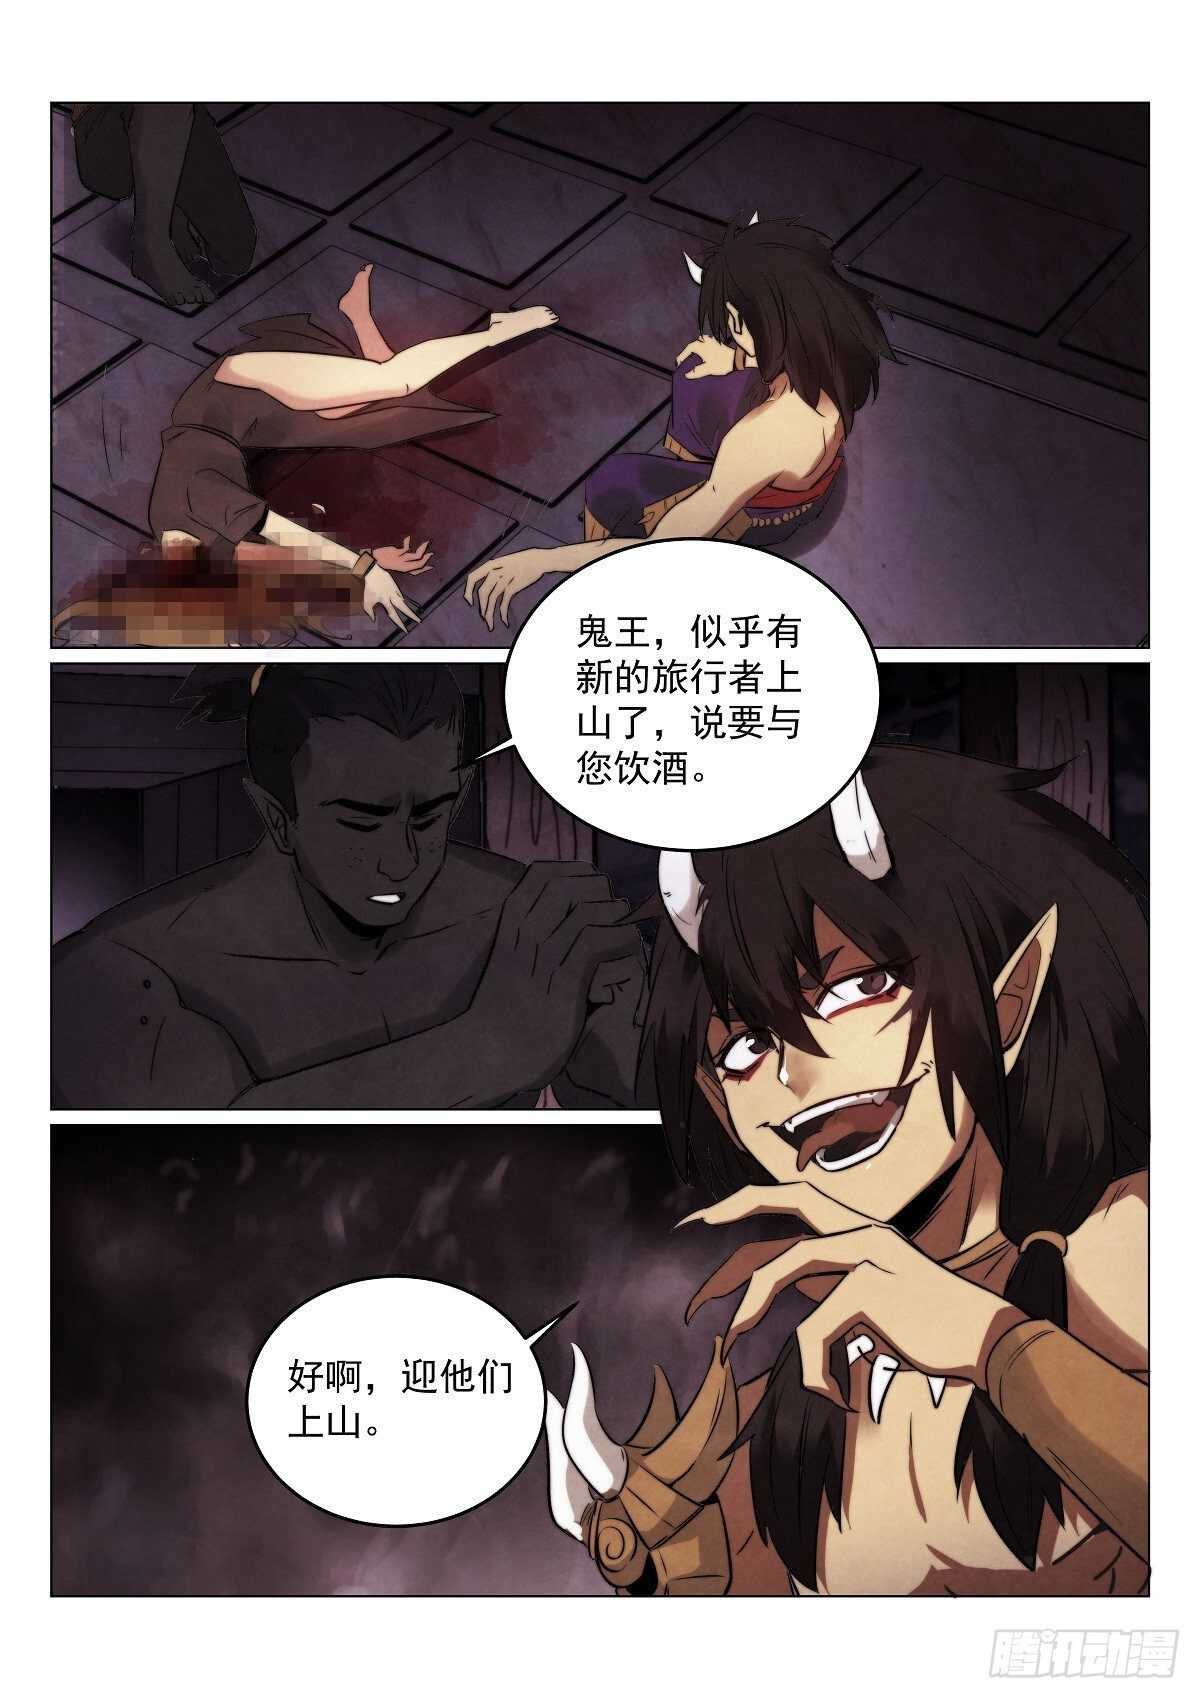 鬼王，似乎有
新的旅行者上
山了，说要与
您饮酒。
好啊，迎他们
上山。
腾讯动漫